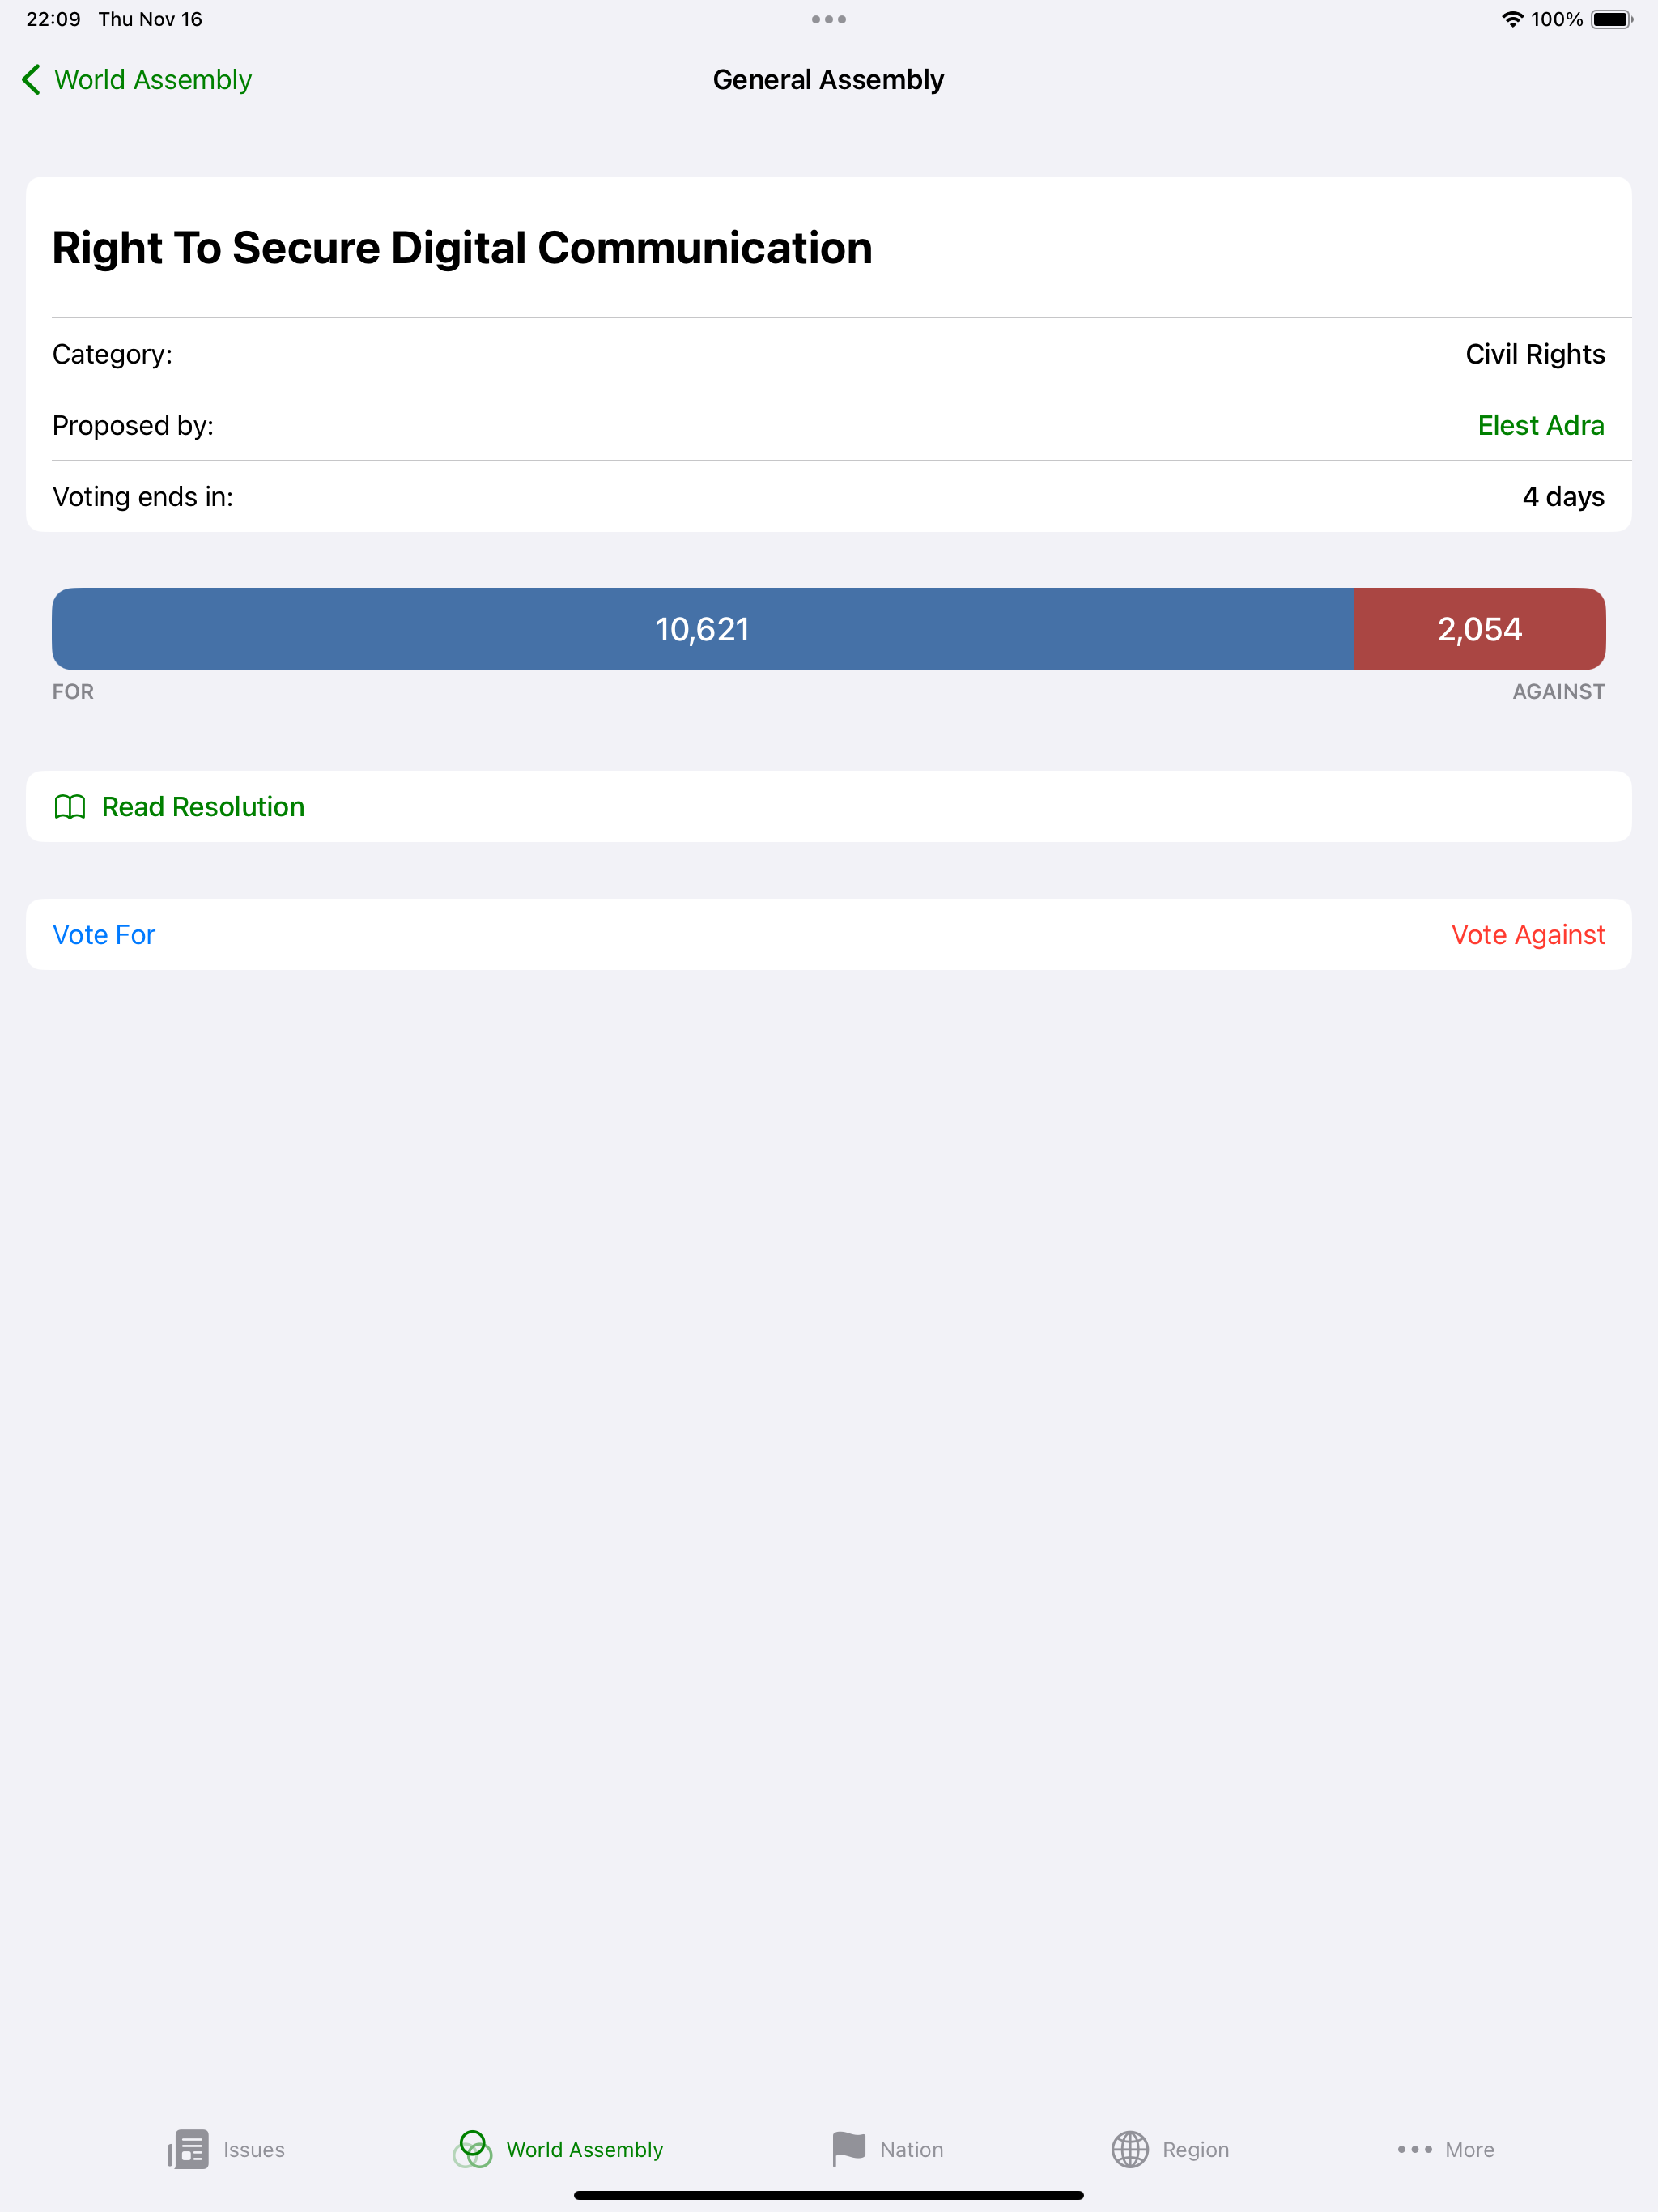 22:09 Thu Nov 16 100%
World Assembly General Assembly
Right To Secure Digital Communication
Category: Civil Rights
Proposed by: Elest Adra
Voting ends in: 4 days
10,621 2,054
FOR AGAINST
Read Resolution
Vote For Vote Against
Issues World Assembly Nation Region More